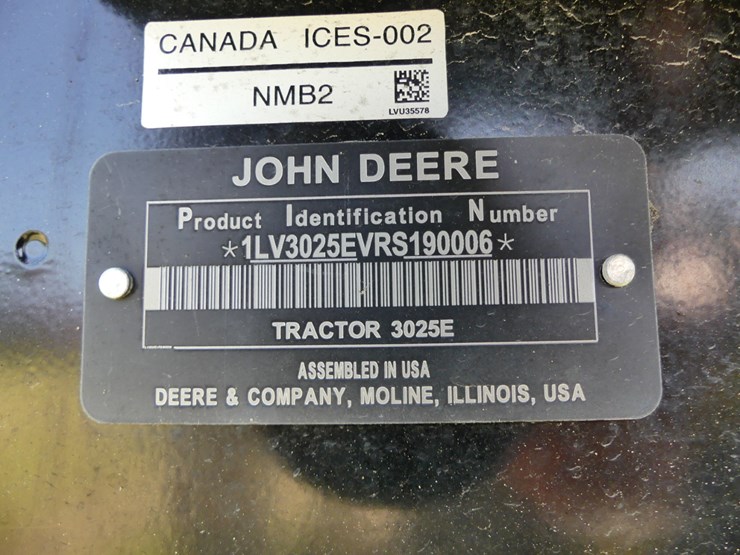 CANADA ICES-002
NMB2
LVU35578
JOHN DEERE
Product Identification Number
*1LV3025EVRS190006*
TRACTOR 3025E
ASSEMBLED IN USA
DEERE & COMPANY, MOLINE, ILLINOIS, USA